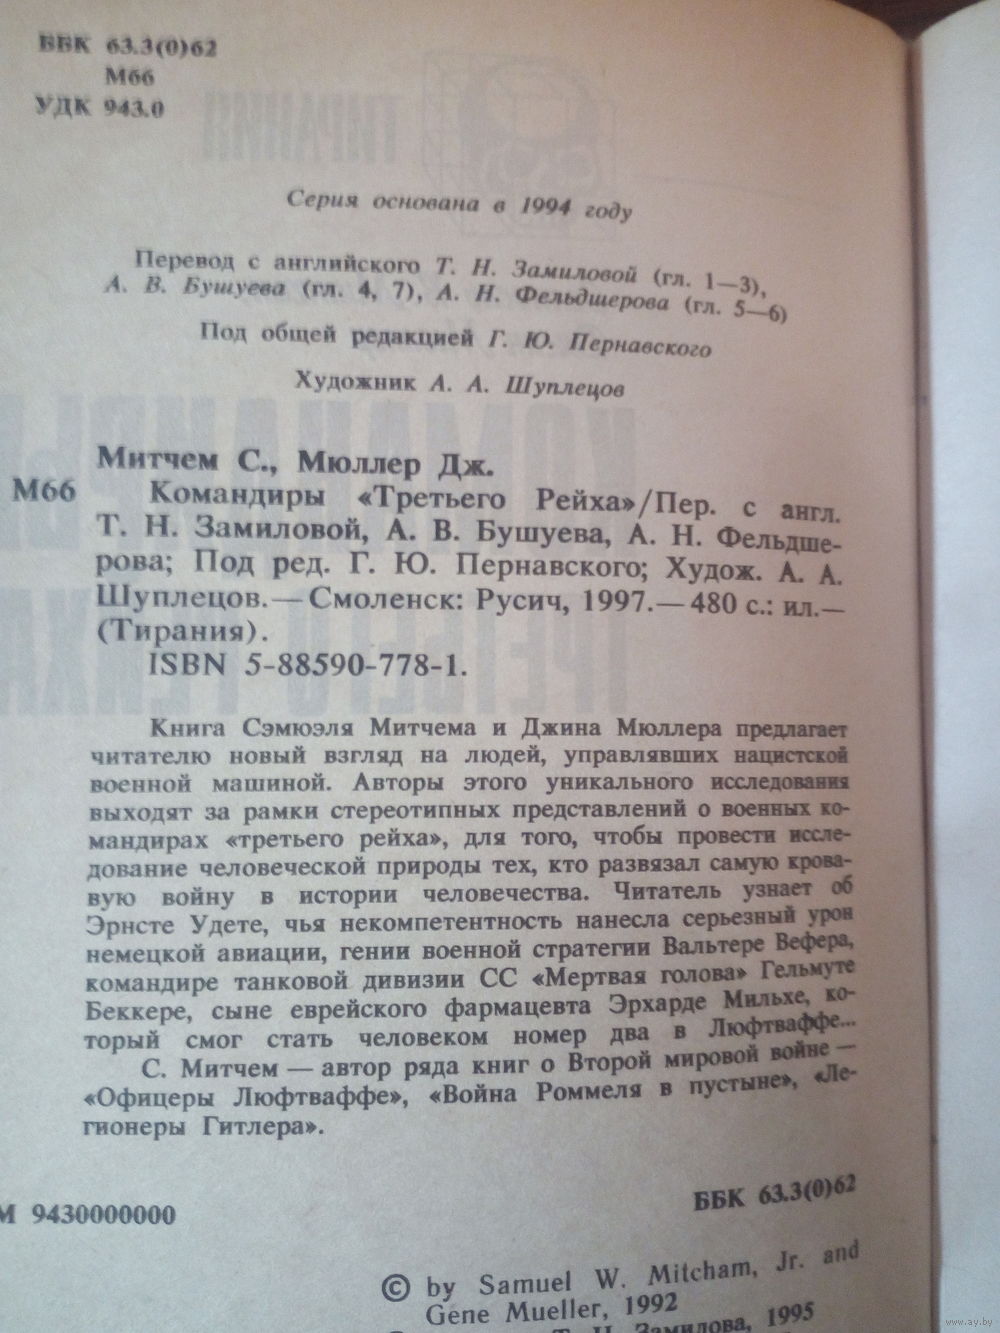 ББК 63.3(0)62
М66
УДК 943.0
Серия основана в 1994 году
Перевод с английского Т. Н. Замиловой (гл. 1—3),
А. В. Бушуева (гл. 4, 7), А. Н. Фельдшерова (гл. 5—6)
Под общей редакцией Г. Ю. Пернавского
Художник А. А. Шуплецов
Митчем С., Мюллер Дж.
М66 Командиры «Третьего Рейха»/Пер. с англ.
Т. Н. Замиловой, А. В. Бушуева, А. Н. Фельдше-
рова; Под ред. Г. Ю. Пернавского; Худож. А. А.
Шуплецов.— Смоленск: Русич, 1997.— 480 с.: ил.—
(Тирания).
ISBN 5-88590-778-1.
Книга Сэмюэля Митчема и Джина Мюллера предлагает
читателю новый взгляд на людей, управлявших нацистской
военной машиной. Авторы этого уникального исследования
выходят за рамки стереотипных представлений о военных ко-
мандирах «третьего рейха», для того, чтобы провести иссле-
дование человеческой природы тех, кто развязал самую крова-
вую войну в истории человечества. Читатель узнает об
Эрнсте Удете, чья некомпетентность нанесла серьезный урон
немецкой авиации, гении военной стратегии Вальтере Вефера,
командире танковой дивизии СС «Мертвая голова» Гельмуте
Беккере, сыне еврейского фармацевта Эрхарде Мильхе, ко-
торый смог стать человеком номер два в Люфтваффе...
С. Митчем — автор ряда книг о Второй мировой войне —
«Офицеры Люфтваффе», «Война Роммеля в пустыне», «Ле-
гионеры Гитлера».
М 9430000000
ББК 63.3(0)62
© by Samuel W. Mitcham, Jr. and
Gene Mueller, 1992
Т. Н. Замилова, 1995
www.ay.by